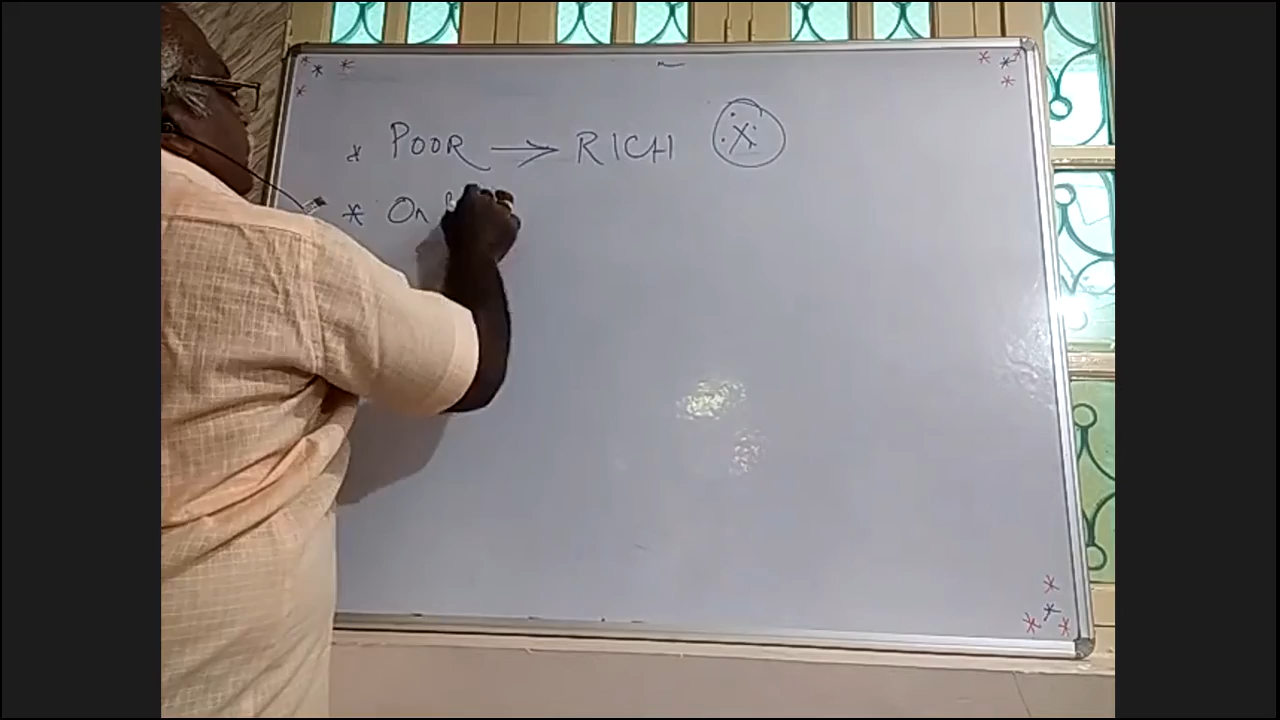 * POOR → RICH X
* On